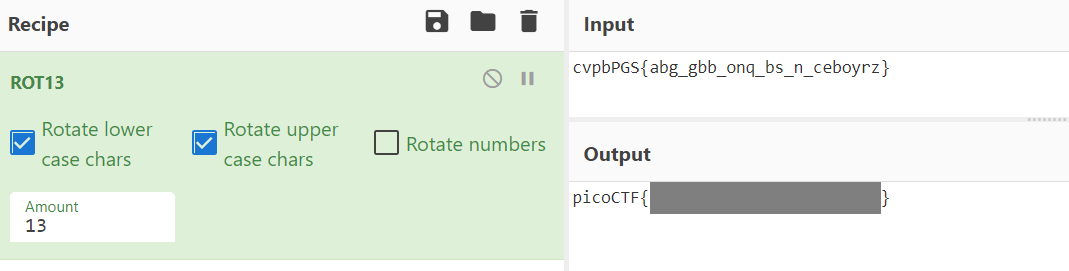 Recipe
ROT13
Rotate lower case chars
Rotate upper case chars
Rotate numbers
Amount
13
Input
cvpbPGS{abg_gbb_onq_bs_n_ceboyrz}
Output
picoCTF{ }